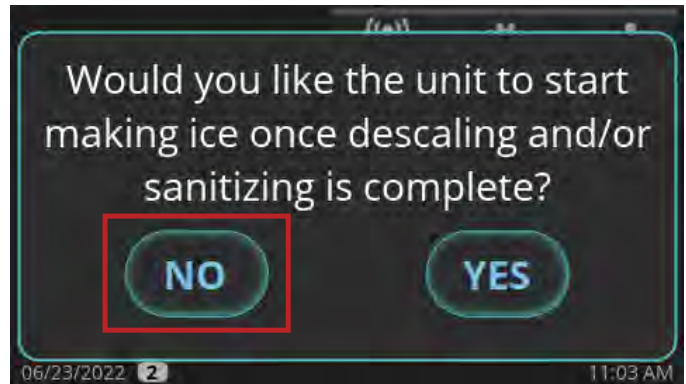 Would you like the unit to start
making ice once descaling and/or
sanitizing is complete?
NO YES
06/23/2022 2 11:03 AM